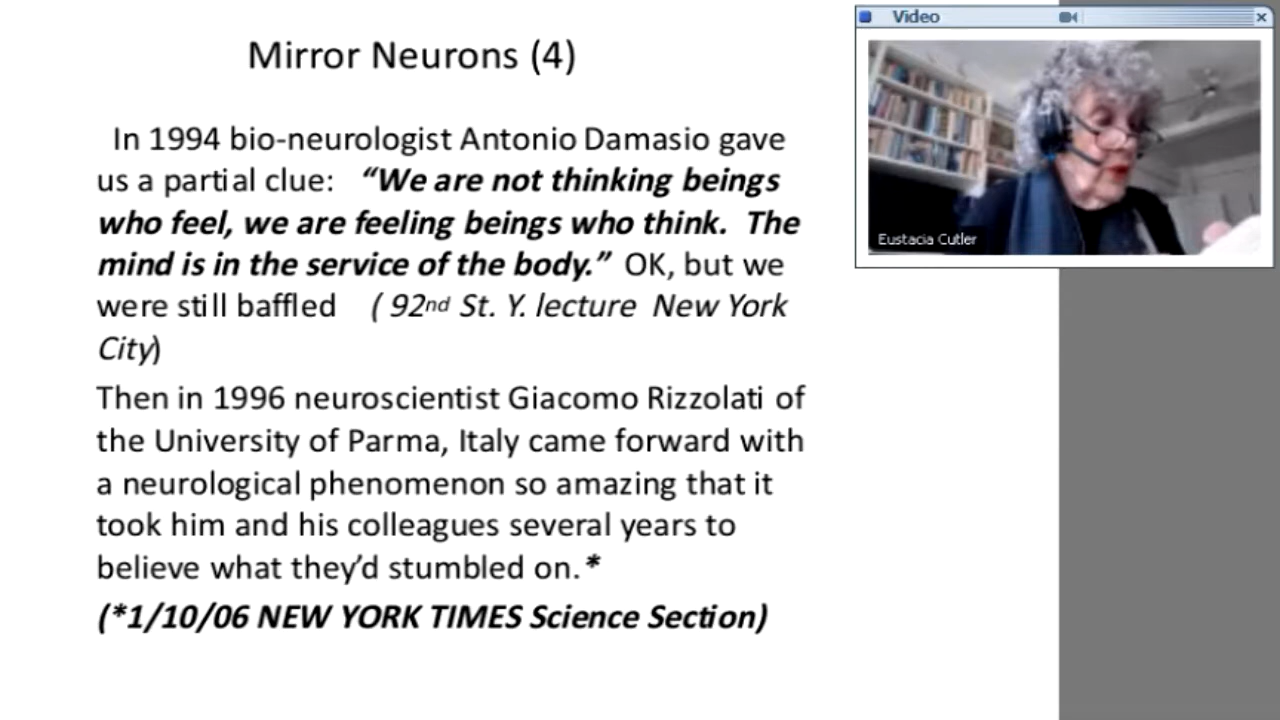 Mirror Neurons (4)
In 1994 bio-neurologist Antonio Damasio gave
us a partial clue: “We are not thinking beings
who feel, we are feeling beings who think. The
mind is in the service of the body.” OK, but we
were still baffled ( 92nd St. Y. lecture New York
City)
Then in 1996 neuroscientist Giacomo Rizzolati of
the University of Parma, Italy came forward with
a neurological phenomenon so amazing that it
took him and his colleagues several years to
believe what they’d stumbled on.*
(*1/10/06 NEW YORK TIMES Science Section)
Video
Eustacia Cutler